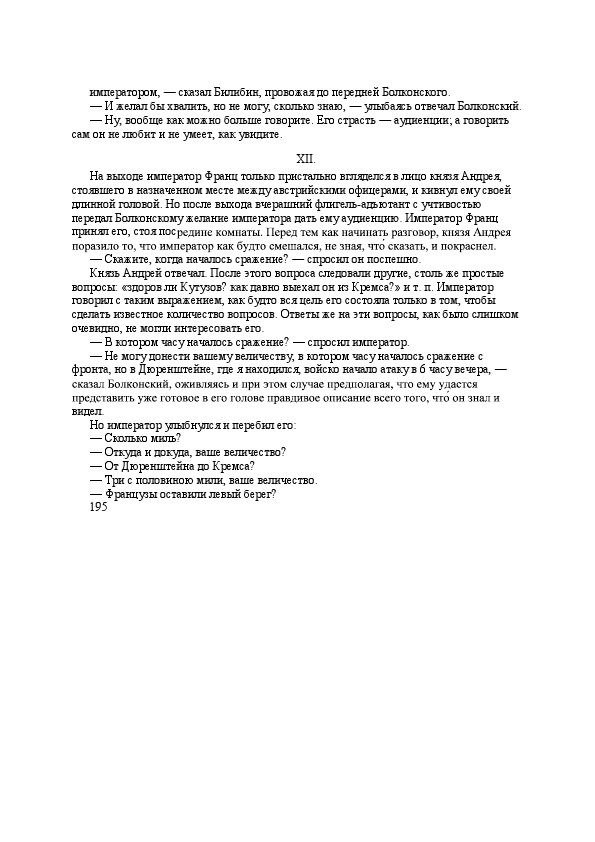 императором, — сказал Билибин, провожая до передней Болконского.
— И желал бы хвалить, но не могу, сколько знаю, — улыбаясь отвечал Болконский.
— Ну, вообще как можно больше говорите. Его страсть — аудиенции; а говорить
сам он не любит и не умеет, как увидите.
XII.
На выходе император Франц только пристально вгляделся в лицо князя Андрея,
стоявшего в назначенном месте между австрийскими офицерами, и кивнул ему своей
длинной головой. Но после выхода вчерашний флигель-адъютант с учтивостью
передал Болконскому желание императора дать ему аудиенцию. Император Франц
принял его, стоя посредине комнаты. Перед тем как начинать разговор, князя Андрея
поразило то, что император как будто смешался, не зная, что́ сказать, и покраснел.
— Скажите, когда началось сражение? — спросил он поспешно.
Князь Андрей отвечал. После этого вопроса следовали другие, столь же простые
вопросы: «здоров ли Кутузов? как давно выехал он из Кремса?» и т. п. Император
говорил с таким выражением, как будто вся цель его состояла только в том, чтобы
сделать известное количество вопросов. Ответы же на эти вопросы, как было слишком
очевидно, не могли интересовать его.
— В котором часу началось сражение? — спросил император.
— Не могу донести вашему величеству, в котором часу началось сражение с
фронта, но в Дюренштейне, где я находился, войско начало атаку в 6 часу вечера, —
сказал Болконский, оживляясь и при этом случае предполагая, что ему удастся
представить уже готовое в его голове правдивое описание всего того, что́ он знал и
видел.
Но император улыбнулся и перебил его:
— Сколько миль?
— Откуда и докуда, ваше величество?
— От Дюренштейна до Кремса?
— Три с половиною мили, ваше величество.
— Французы оставили левый берег?
195